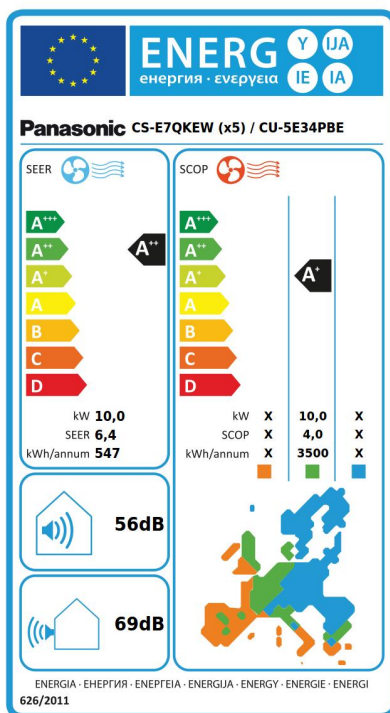 ENERG Y IJA
енергия · ενεργεια IE IA
Panasonic CS-E7QKEW (x5) / CU-5E34PBE
SEER SCOP
A+++ A+++
A++ A++ A++
A+ A+ A+
A A
B B
C C
D D
kW 10,0 kW X 10,0 X
SEER 6,4 SCOP X 4,0 X
kWh/annum 547 kWh/annum X 3500 X
56dB
69dB
ENERGIA · ЕНЕРГИЯ · ΕΝΕΡΓΕΙΑ · ENERGIJA · ENERGY · ENERGIE · ENERGI
626/2011